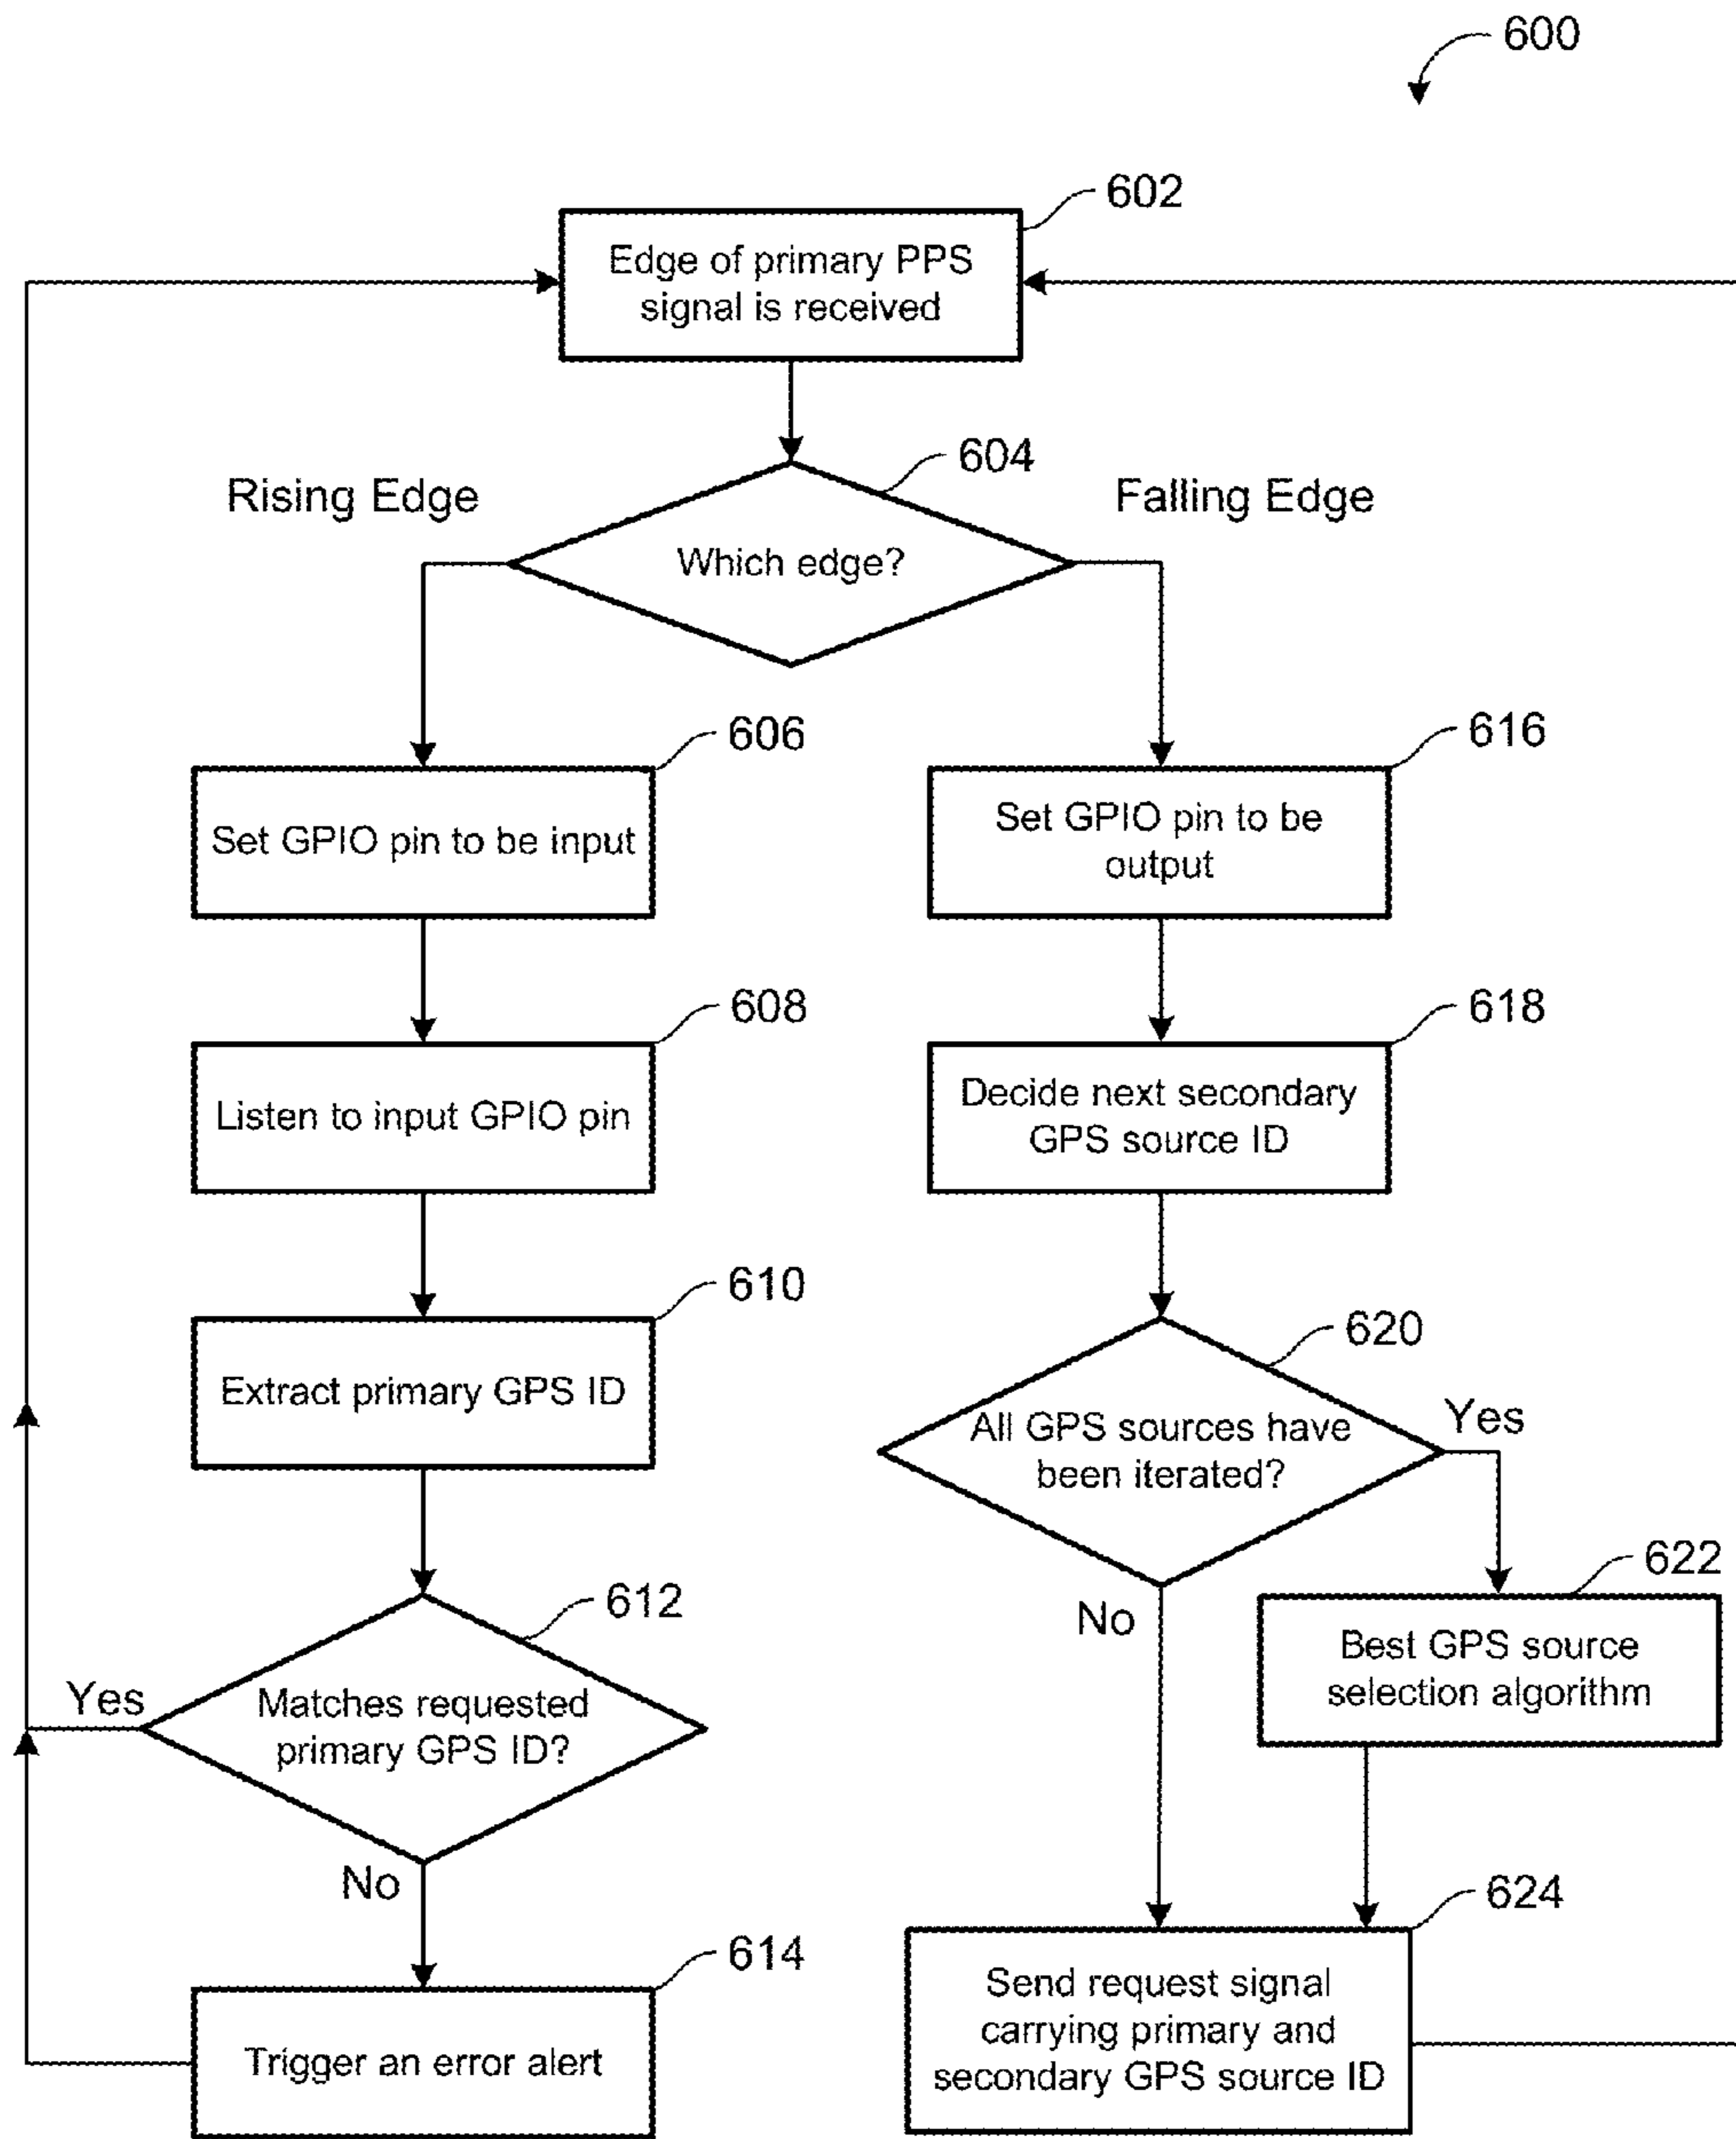 600
602
Edge of primary PPS
signal is received
604
Rising Edge
Falling Edge
Which edge?
606
Set GPIO pin to be input
616
Set GPIO pin to be
output
608
Listen to input GPIO pin
618
Decide next secondary
GPS source ID
610
Extract primary GPS ID
620
All GPS sources have
been iterated?
Yes
No
612
Matches requested
primary GPS ID?
Yes
No
622
Best GPS source
selection algorithm
614
Trigger an error alert
624
Send request signal
carrying primary and
secondary GPS source ID